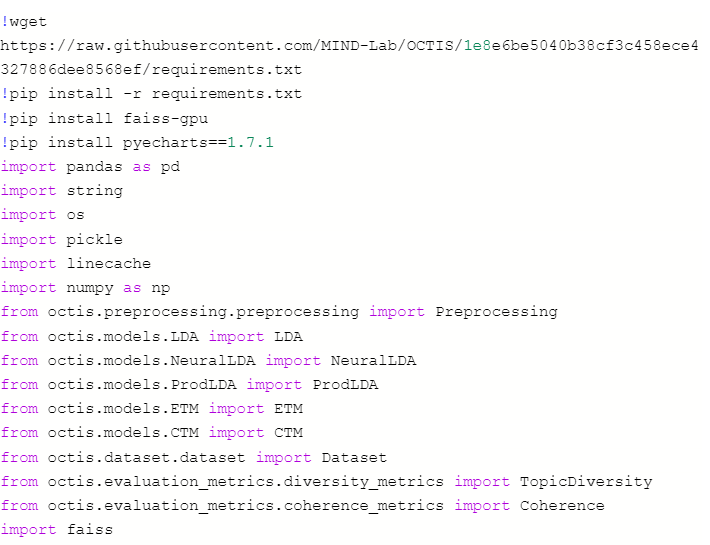 !wget
https://raw.githubusercontent.com/MIND-Lab/OCTIS/1e8e6be5040b38cf3c458ece4
327886dee8568ef/requirements.txt
!pip install -r requirements.txt
!pip install faiss-gpu
!pip install pyecharts==1.7.1
import pandas as pd
import string
import os
import pickle
import linecache
import numpy as np
from octis.preprocessing.preprocessing import Preprocessing
from octis.models.LDA import LDA
from octis.models.NeuralLDA import NeuralLDA
from octis.models.ProdLDA import ProdLDA
from octis.models.ETM import ETM
from octis.models.CTM import CTM
from octis.dataset.dataset import Dataset
from octis.evaluation_metrics.diversity_metrics import TopicDiversity
from octis.evaluation_metrics.coherence_metrics import Coherence
import faiss